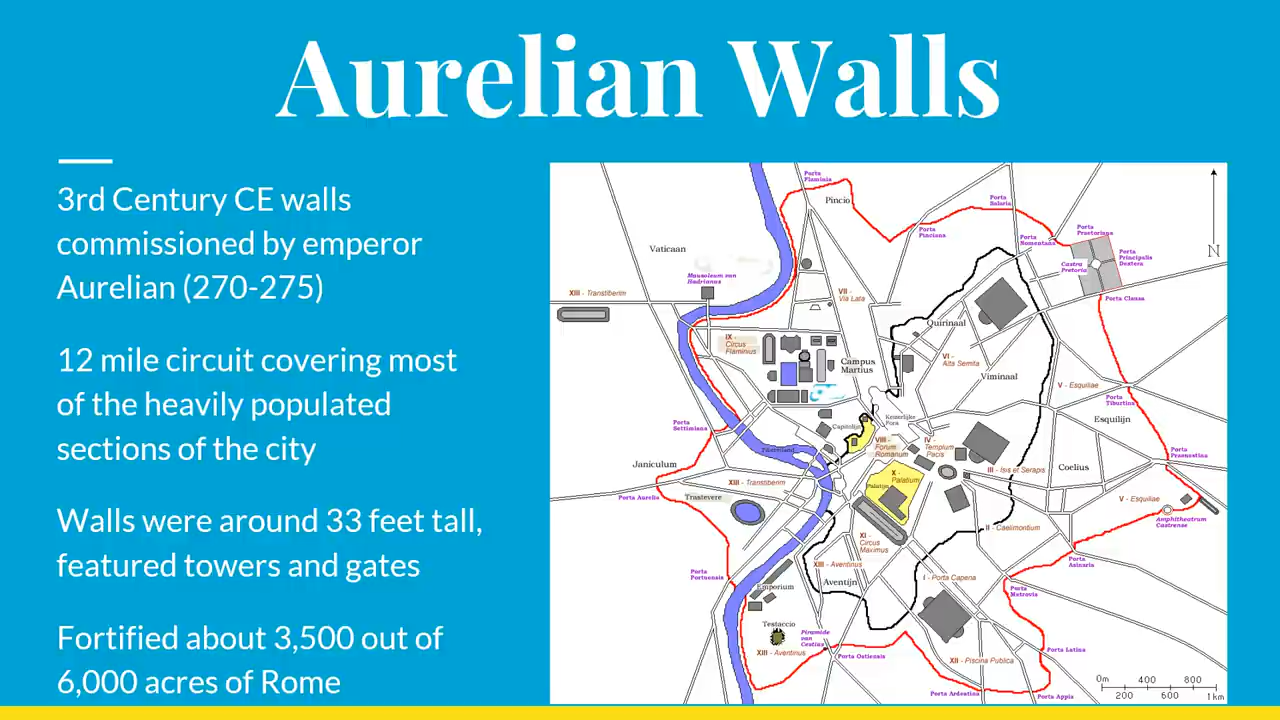 Aurelian Walls
3rd Century CE walls
commissioned by emperor
Aurelian (270-275)
12 mile circuit covering most
of the heavily populated
sections of the city
Walls were around 33 feet tall,
featured towers and gates
Fortified about 3,500 out of
6,000 acres of Rome
Porta
Flaminia
Pincio
Porta
Salaria
Porta
Pinciana
Porta
Nomentana
Porta
Praetoriana
Porta
Principalis
Dextera
Castra
Pretoria
N
Vaticaan
Mausoleum van
Hadrianus
XIII - Transtiberim
VII -
Via Lata
Porta Clausa
Quirinaal
IX -
Circus
Flaminius
Campus
Martius
VI -
Alta Semita
Viminaal
V - Esquiliae
Porta
Tiburtina
Esquilijn
Keizerlijke
Fora
Capitolijn
Porta
Settimiana
VIII -
Forum
Romanum
IV -
Templum
Pacis
Tibereiland
Porta
Praenestina
Janiculum
III - Isis et Serapis
Coelius
XIII - Transtiberim
X -
Palatium
Palatijn
Porta Aurelia
Trastevere
V - Esquiliae
Amphitheatrum
Castrense
II - Caelimontium
XI -
Circus
Maximus
Porta
Asinaria
XIII - Aventinus
Porta
Portuensis
Aventijn
I - Porta Capena
Emporium
Porta
Metrovia
Testaccio
Piramide
van
Cestius
XIII - Aventinus
Porta Ostiensis
XII - Piscina Publica
Porta Latina
Porta Ardeatina
Porta Appia
0m 400 800
200 600 1km